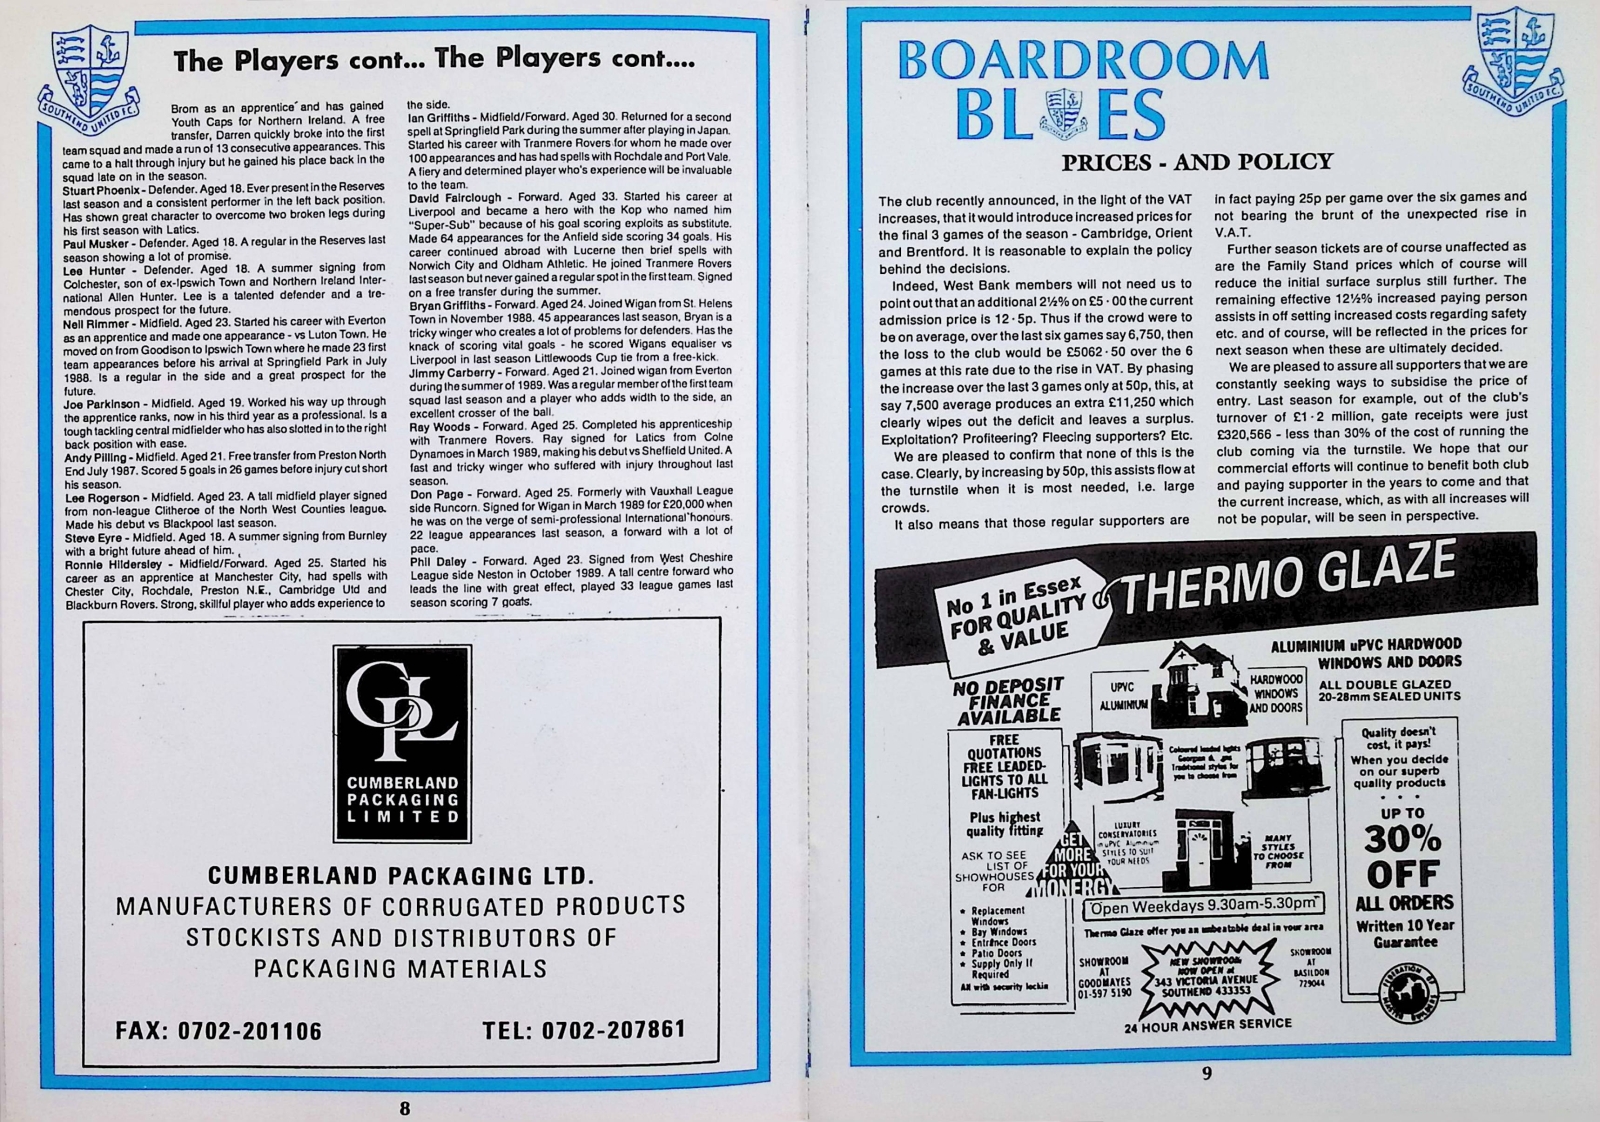 SOUTHEND UNITED F.C.
The Players cont... The Players cont....
Brom as an apprentice and has gained
Youth Caps for Northern Ireland. A free
transfer, Darren quickly broke into the first
team squad and made a run of 13 consecutive appearances. This
came to a halt through injury but he gained his place back in the
squad late on in the season.
Stuart Phoenix - Defender. Aged 18. Ever present in the Reserves
last season and a consistent performer in the left back position.
Has shown great character to overcome two broken legs during
his first season with Latics.
Paul Musker - Defender. Aged 18. A regular in the Reserves last
season showing a lot of promise.
Lee Hunter - Defender. Aged 18. A summer signing from
Colchester, son of ex-Ipswich Town and Northern Ireland Inter-
national Allen Hunter. Lee is a talented defender and a tre-
mendous prospect for the future.
Neil Rimmer - Midfield. Aged 23. Started his career with Everton
as an apprentice and made one appearance - vs Luton Town. He
moved on from Goodison to Ipswich Town where he made 23 first
team appearances before his arrival at Springfield Park in July
1988. Is a regular in the side and a great prospect for the
future.
Joe Parkinson - Midfield. Aged 19. Worked his way up through
the apprentice ranks, now in his third year as a professional. Is a
tough tackling central midfielder who has also slotted in to the right
back position with ease.
Andy Pilling - Midfield. Aged 21. Free transfer from Preston North
End July 1987. Scored 5 goals in 26 games before injury cut short
his season.
Lee Rogerson - Midfield. Aged 23. A tall midfield player signed
from non-league Clitheroe of the North West Counties league.
Made his debut vs Blackpool last season.
Steve Eyre - Midfield. Aged 18. A summer signing from Burnley
with a bright future ahead of him.
Ronnie Hildersley - Midfield/Forward. Aged 25. Started his
career as an apprentice at Manchester City, had spells with
Chester City, Rochdale, Preston N.E., Cambridge Utd and
Blackburn Rovers. Strong, skillful player who adds experience to
the side.
Ian Griffiths - Midfield/Forward. Aged 30. Returned for a second
spell at Springfield Park during the summer after playing in Japan.
Started his career with Tranmere Rovers for whom he made over
100 appearances and has had spells with Rochdale and Port Vale.
A fiery and determined player who's experience will be invaluable
to the team.
David Fairclough - Forward. Aged 33. Started his career at
Liverpool and became a hero with the Kop who named him
"Super-Sub" because of his goal scoring exploits as substitute.
Made 64 appearances for the Anfield side scoring 34 goals. His
career continued abroad with Lucerne then brief spells with
Norwich City and Oldham Athletic. He joined Tranmere Rovers
last season but never gained a regular spot in the first team. Signed
on a free transfer during the summer.
Bryan Griffiths - Forward. Aged 24. Joined Wigan from St. Helens
Town in November 1988. 45 appearances last season, Bryan is a
tricky winger who creates a lot of problems for defenders. Has the
knack of scoring vital goals - he scored Wigans equaliser vs
Liverpool in last season Littlewoods Cup tie from a free-kick.
Jimmy Carberry - Forward. Aged 21. Joined wigan from Everton
during the summer of 1989. Was a regular member of the first team
squad last season and a player who adds width to the side, an
excellent crosser of the ball.
Ray Woods - Forward. Aged 25. Completed his apprenticeship
with Tranmere Rovers. Ray signed for Latics from Colne
Dynamoes in March 1989, making his debut vs Sheffield United. A
fast and tricky winger who suffered with injury throughout last
season.
Don Page - Forward. Aged 25. Formerly with Vauxhall League
side Runcorn. Signed for Wigan in March 1989 for £20,000 when
he was on the verge of semi-professional International honours.
22 league appearances last season, a forward with a lot of
pace.
Phil Daley - Forward. Aged 23. Signed from West Cheshire
League side Neston in October 1989. A tall centre forward who
leads the line with great effect, played 33 league games last
season scoring 7 goals.
CPL
CUMBERLAND
PACKAGING
LIMITED
CUMBERLAND PACKAGING LTD.
MANUFACTURERS OF CORRUGATED PRODUCTS
STOCKISTS AND DISTRIBUTORS OF
PACKAGING MATERIALS
FAX: 0702-201106 TEL: 0702-207861
8
BOARDROOM
BLUES
SOUTHEND UNITED F.C.
PRICES - AND POLICY
The club recently announced, in the light of the VAT
increases, that it would introduce increased prices for
the final 3 games of the season - Cambridge, Orient
and Brentford. It is reasonable to explain the policy
behind the decisions.
Indeed, West Bank members will not need us to
point out that an additional 2½% on £5·00 the current
admission price is 12·5p. Thus if the crowd were to
be on average, over the last six games say 6,750, then
the loss to the club would be £5062·50 over the 6
games at this rate due to the rise in VAT. By phasing
the increase over the last 3 games only at 50p, this, at
say 7,500 average produces an extra £11,250 which
clearly wipes out the deficit and leaves a surplus.
Exploitation? Profiteering? Fleecing supporters? Etc.
We are pleased to confirm that none of this is the
case. Clearly, by increasing by 50p, this assists flow at
the turnstile when it is most needed, i.e. large
crowds.
It also means that those regular supporters are
in fact paying 25p per game over the six games and
not bearing the brunt of the unexpected rise in
V.A.T.
Further season tickets are of course unaffected as
are the Family Stand prices which of course will
reduce the initial surface surplus still further. The
remaining effective 12½% increased paying person
assists in off setting increased costs regarding safety
etc. and of course, will be reflected in the prices for
next season when these are ultimately decided.
We are pleased to assure all supporters that we are
constantly seeking ways to subsidise the price of
entry. Last season for example, out of the club's
turnover of £1·2 million, gate receipts were just
£320,566 - less than 30% of the cost of running the
club coming via the turnstile. We hope that our
commercial efforts will continue to benefit both club
and paying supporter in the years to come and that
the current increase, which, as with all increases will
not be popular, will be seen in perspective.
No 1 in Essex
FOR QUALITY
& VALUE
THERMO GLAZE
ALUMINIUM uPVC HARDWOOD
WINDOWS AND DOORS
ALL DOUBLE GLAZED
20-28mm SEALED UNITS
NO DEPOSIT
FINANCE
AVAILABLE
UPVC
ALUMINIUM
HARDWOOD
WINDOWS
AND DOORS
FREE
QUOTATIONS
FREE LEADED-
LIGHTS TO ALL
FAN-LIGHTS
Plus highest
quality fitting
ASK TO SEE
LIST OF
SHOWHOUSES
FOR
Coloured leaded lights
Georgian &
Traditional styles for
you to choose from
GET
MORE
FOR YOUR
MONERGY
LUXURY
CONSERVATORIES
in uPVC Aluminium
STYLES TO SUIT
YOUR NEEDS
MANY
STYLES
TO CHOOSE
FROM
Open Weekdays 9.30am-5.30pm
Thermo Glaze offer you an unbeatable deal in your area
* Replacement
Windows
* Bay Windows
* Entrance Doors
* Patio Doors
* Supply Only If
Required
All with security lockin
SHOWROOM
AT
GOODMAYES
01-597 5190
NEW SHOWROOM
NOW OPEN at
343 VICTORIA AVENUE
SOUTHEND 433353
SHOWROOM
AT
BASILDON
729044
24 HOUR ANSWER SERVICE
Quality doesn't
cost, it pays!
When you decide
on our superb
quality products
UP TO
30%
OFF
ALL ORDERS
Written 10 Year
Guarantee
FEDERATION OF
MASTER BUILDERS
9